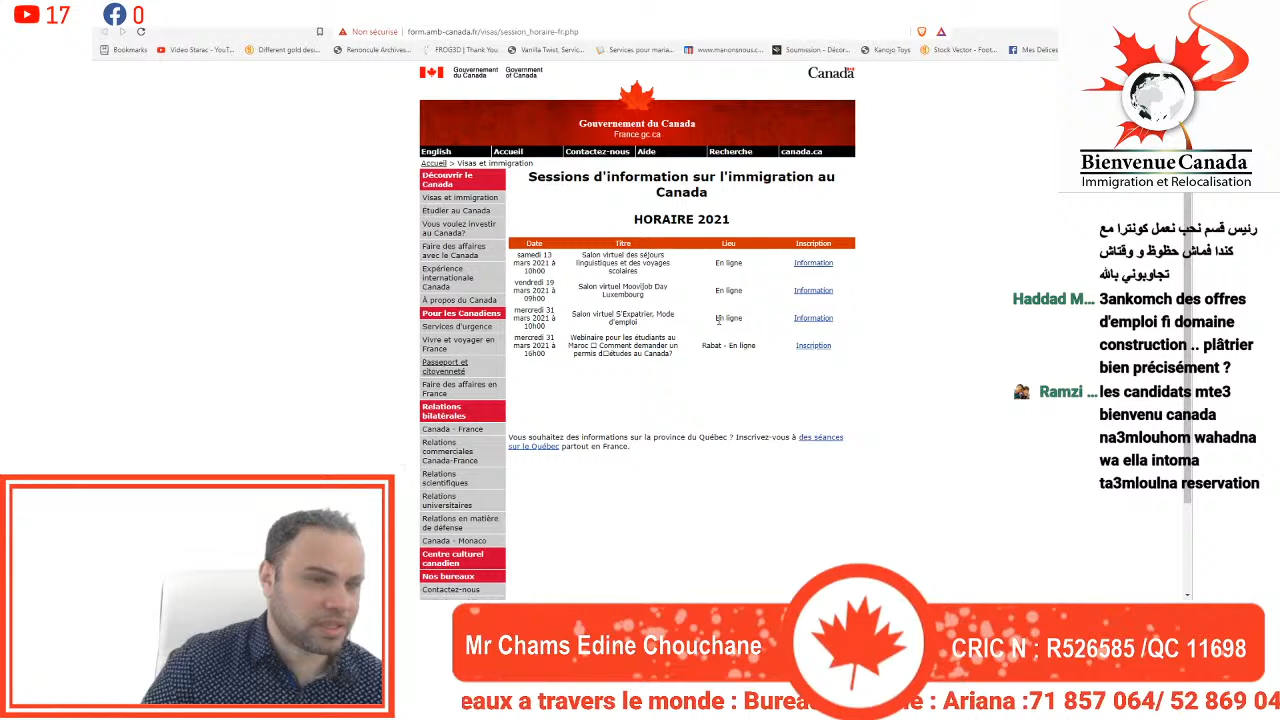 17
0
Non sécurisé
form.amb-canada.fr/visas/session_horaire-fr.php
Bookmarks
Video Starac - YouT...
Different gold des...
Renoncule Archives...
FROG3D | Thank You
Vanilla Twist, Servic...
Services pour maria...
www.marionsnous.c...
Soumission - Décor...
Kanojo Toys
Stock Vector - Foot...
Mes Délices
Gouvernement du Canada
Government of Canada
Canada
Gouvernement du Canada
France.gc.ca
English
Accueil
Contactez-nous
Aide
Recherche
canada.ca
Accueil > Visas et immigration
Découvrir le
Canada
Visas et immigration
Etudier au Canada
Vous voulez investir
au Canada?
Faire des affaires
avec le Canada
Expérience
internationale
Canada
À propos du Canada
Pour les Canadiens
Services d'urgence
Vivre et voyager en
France
Passeport et
citoyenneté
Faire des affaires en
France
Relations
bilatérales
Canada - France
Relations
commerciales
Canada-France
Relations
scientifiques
Relations
universitaires
Relations en matière
de défense
Canada - Monaco
Centre culturel
canadien
Nos bureaux
Contactez-nous
Sessions d'information sur l'immigration au
Canada
HORAIRE 2021
Date Titre Lieu Inscription
samedi 13
mars 2021 à
10h00
Salon virtuel des séjours
linguistiques et des voyages
scolaires
En ligne
Information
vendredi 19
mars 2021 à
09h00
Salon virtuel Moovijob Day
Luxembourg
En ligne
Information
mercredi 31
mars 2021 à
10h00
Salon virtuel S'Expatrier, Mode
d'emploi
En ligne
Information
mercredi 31
mars 2021 à
16h00
Webinaire pour les étudiants au
Maroc □ Comment demander un
permis d□études au Canada?
Rabat - En ligne
Inscription
Vous souhaitez des informations sur la province du Québec ? Inscrivez-vous à des séances
sur le Québec partout en France.
Bienvenue Canada
Immigration et Relocalisation
رئيس قسم نحب نعمل كونترا مع
كندا فماش حظوظ و وقتاش
تجاوبوني بالله
Haddad M... 3ankomch des offres
d'emploi fi domaine
construction .. plâtrier
bien précisément ?
Ramzi ... les candidats mte3
bienvenu canada
na3mlouhom wahadna
wa ella intoma
ta3mloulna reservation
Mr Chams Edine Chouchane
CRIC N : R526585 /QC 11698
eaux a travers le monde : Burea
: Ariana :71 857 064/ 52 869 04